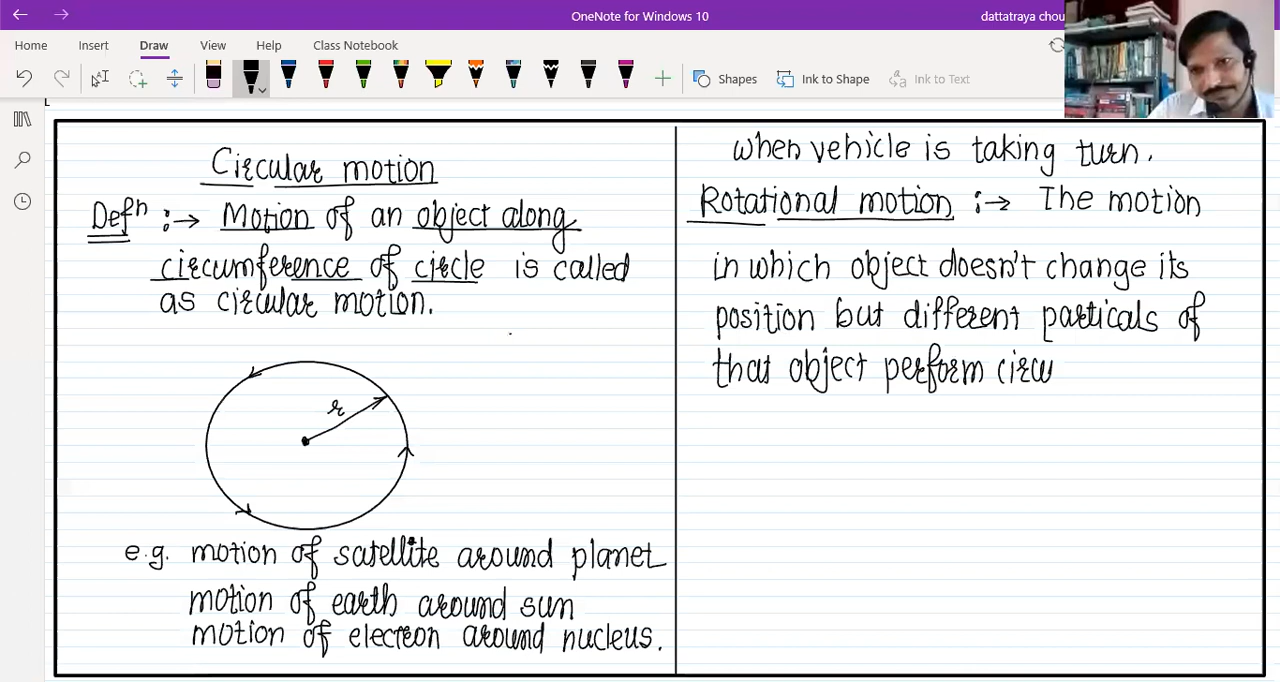 OneNote for Windows 10
dattatraya chou
Home Insert Draw View Help Class Notebook
Shapes Ink to Shape Ink to Text
Circular motion
Defn :→ Motion of an object along
circumference of circle is called
as circular motion.
r
e.g. motion of satellite around planet
motion of earth around sun
motion of electron around nucleus.
when vehicle is taking turn.
Rotational motion :→ The motion
in which object doesn't change its
position but different particals of
that object perform circu